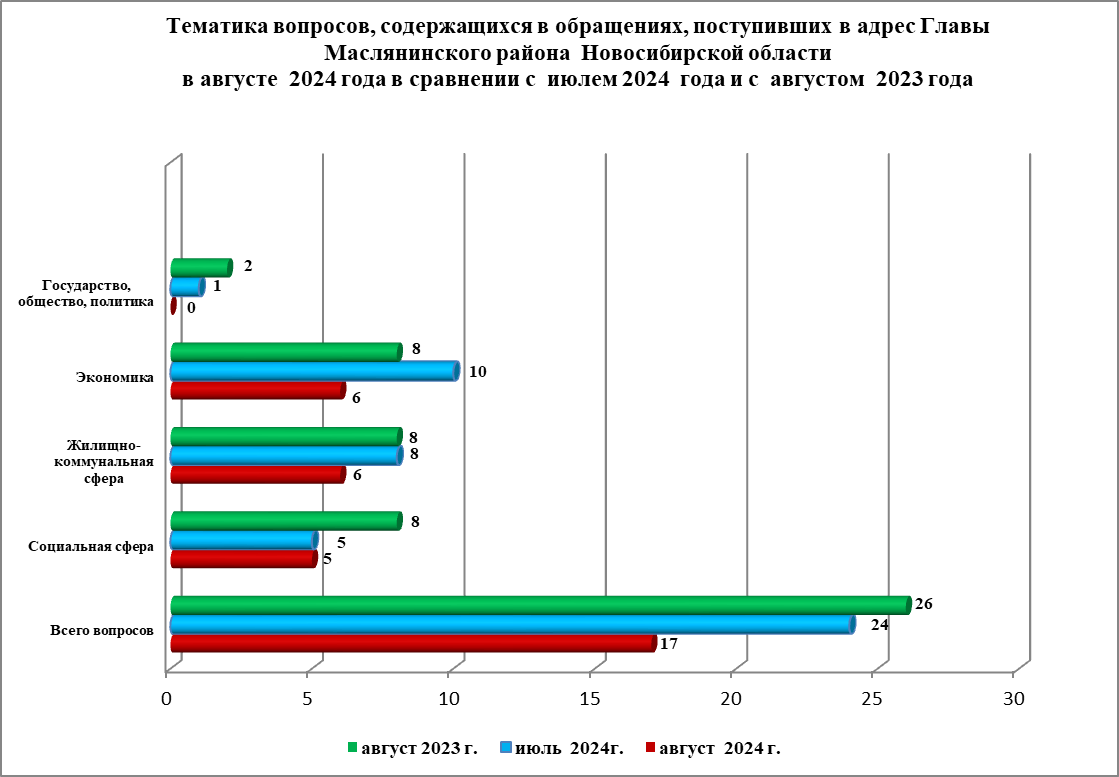 Тематика вопросов, содержащихся в обращениях, поступивших в адрес Главы
Маслянинского района Новосибирской области
в августе 2024 года в сравнении с июлем 2024 года и с августом 2023 года
Государство,
общество, политика
2
1
0
Экономика
8
10
6
Жилищно-
коммунальная
сфера
8
8
6
Социальная сфера
8
5
5
Всего вопросов
26
24
17
0 5 10 15 20 25 30
август 2023 г. июль 2024г. август 2024 г.